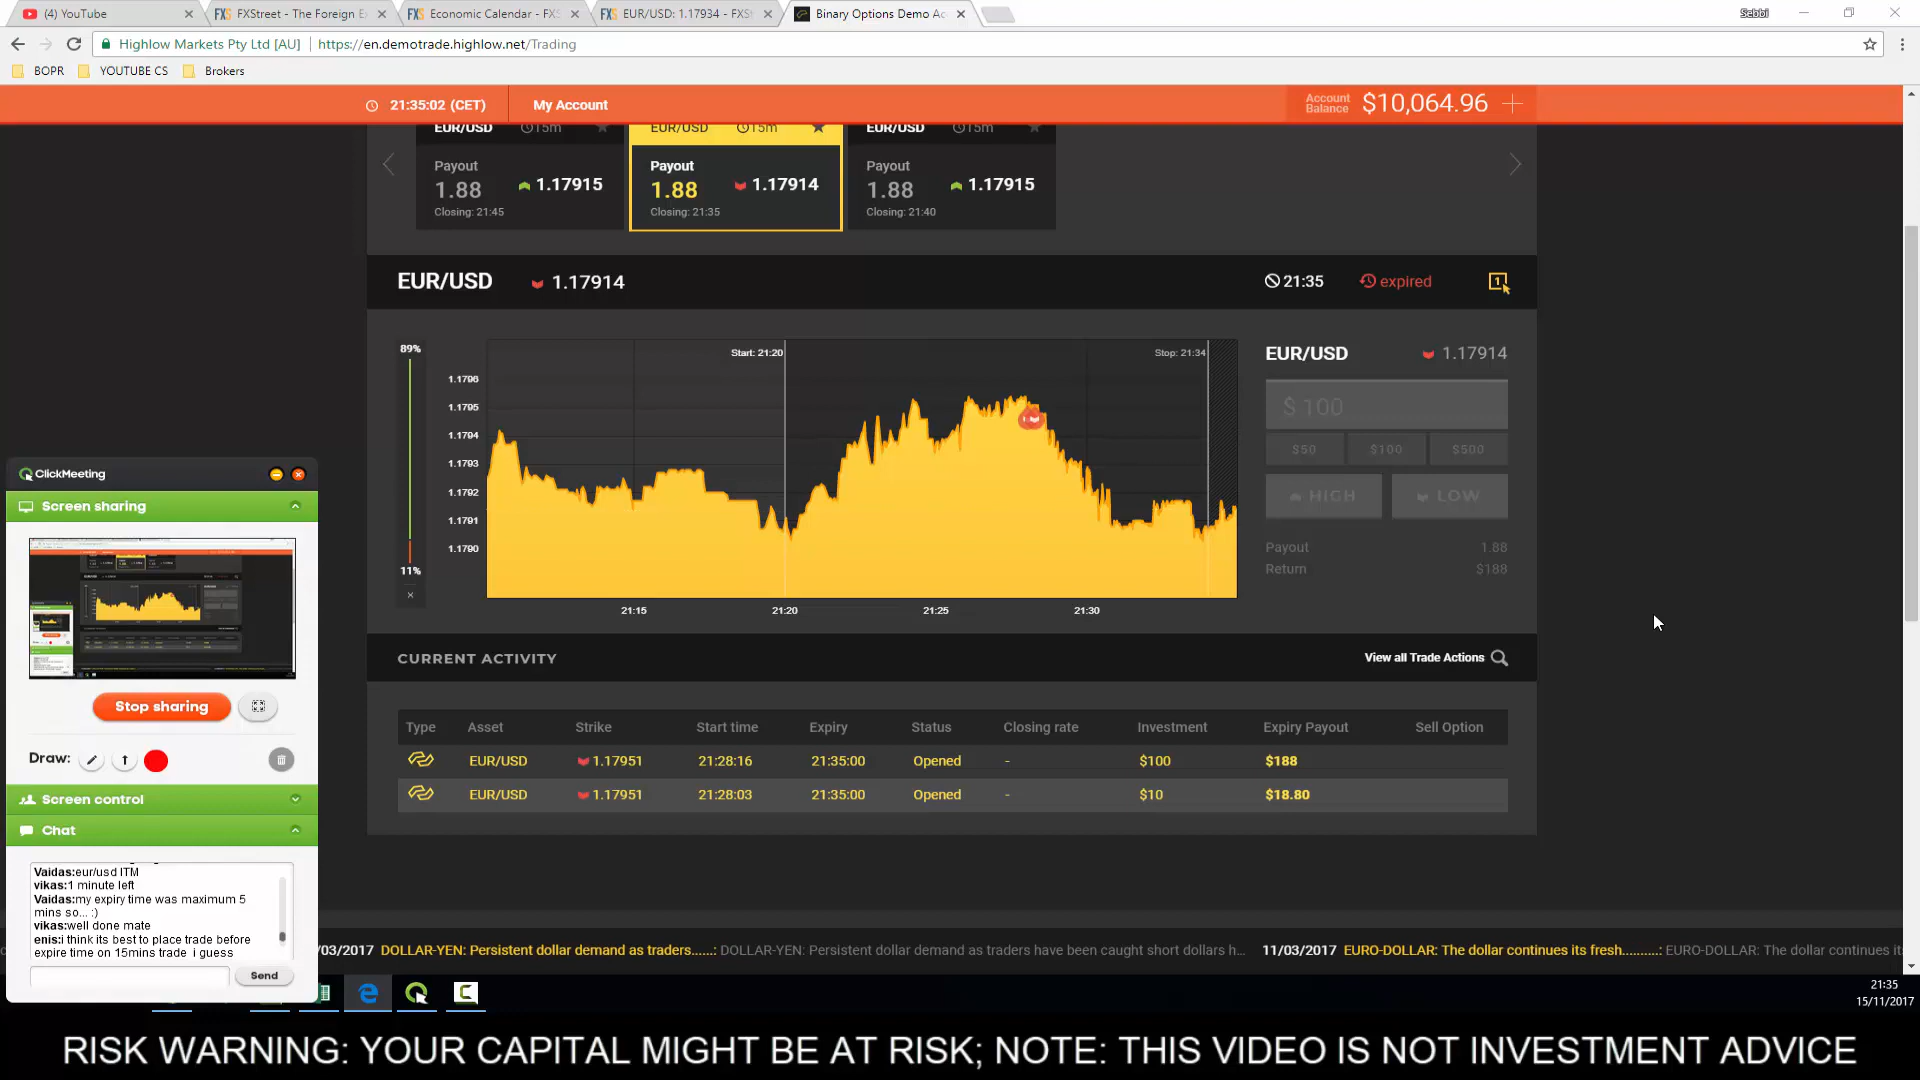 (4) YouTube
FXStreet - The Foreign Ex
Economic Calendar - FXS
EUR/USD: 1.17934 - FXS
Binary Options Demo Ac
Sebbi
Highlow Markets Pty Ltd [AU]
https://en.demotrade.highlow.net/Trading
BOPR
YOUTUBE CS
Brokers
21:35:02 (CET)
My Account
Account Balance
$10,064.96
EUR/USD 15m
EUR/USD 15m
EUR/USD 15m
Payout
1.88 1.17915
Closing: 21:45
Payout
1.88 1.17914
Closing: 21:35
Payout
1.88 1.17915
Closing: 21:40
EUR/USD 1.17914
21:35
expired
1
89%
11%
×
Start: 21:20
Stop: 21:34
1.1796
1.1795
1.1794
1.1793
1.1792
1.1791
1.1790
21:15 21:20 21:25 21:30
EUR/USD 1.17914
$ 100
$50 $100 $500
HIGH LOW
Payout 1.88
Return $188
CURRENT ACTIVITY
View all Trade Actions
Type Asset Strike Start time Expiry Status Closing rate Investment Expiry Payout Sell Option
EUR/USD 1.17951 21:28:16 21:35:00 Opened - $100 $188
EUR/USD 1.17951 21:28:03 21:35:00 Opened - $10 $18.80
ClickMeeting
Screen sharing
Stop sharing
Draw:
Screen control
Chat
Vaidas:eur/usd ITM
vikas:1 minute left
Vaidas:my expiry time was maximum 5
mins so... ;)
vikas:well done mate
enis:i think its best to place trade before
expire time on 15mins trade i guess
Send
/03/2017 DOLLAR-YEN: Persistent dollar demand as traders......: DOLLAR-YEN: Persistent dollar demand as traders have been caught short dollars h... 11/03/2017 EURO-DOLLAR: The dollar continues its fresh..........: EURO-DOLLAR: The dollar continues its
21:35
15/11/2017
RISK WARNING: YOUR CAPITAL MIGHT BE AT RISK; NOTE: THIS VIDEO IS NOT INVESTMENT ADVICE